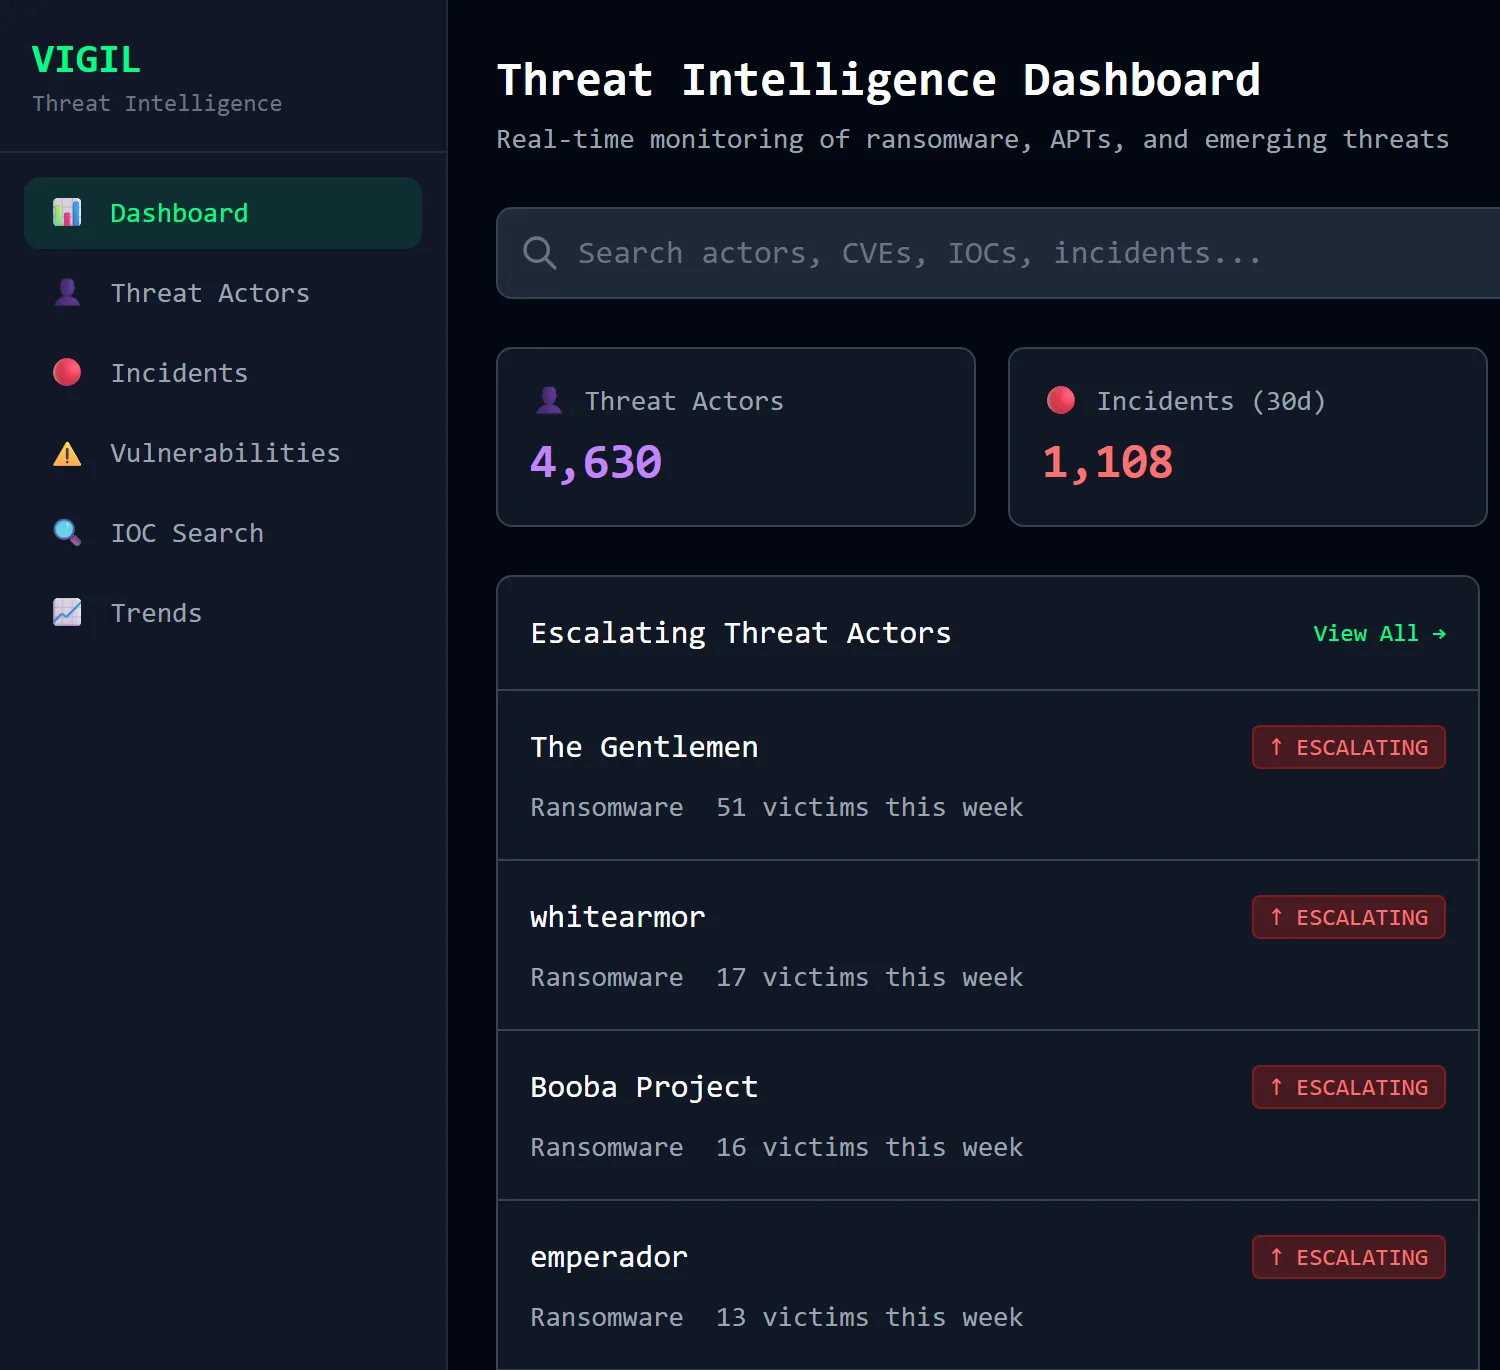 VIGIL
Threat Intelligence
Dashboard
Threat Actors
Incidents
Vulnerabilities
IOC Search
Trends
Threat Intelligence Dashboard
Real-time monitoring of ransomware, APTs, and emerging threats
Search actors, CVEs, IOCs, incidents...
Threat Actors
4,630
Incidents (30d)
1,108
Escalating Threat Actors
View All →
The Gentlemen
↑ ESCALATING
Ransomware 51 victims this week
whitearmor
↑ ESCALATING
Ransomware 17 victims this week
Booba Project
↑ ESCALATING
Ransomware 16 victims this week
emperador
↑ ESCALATING
Ransomware 13 victims this week